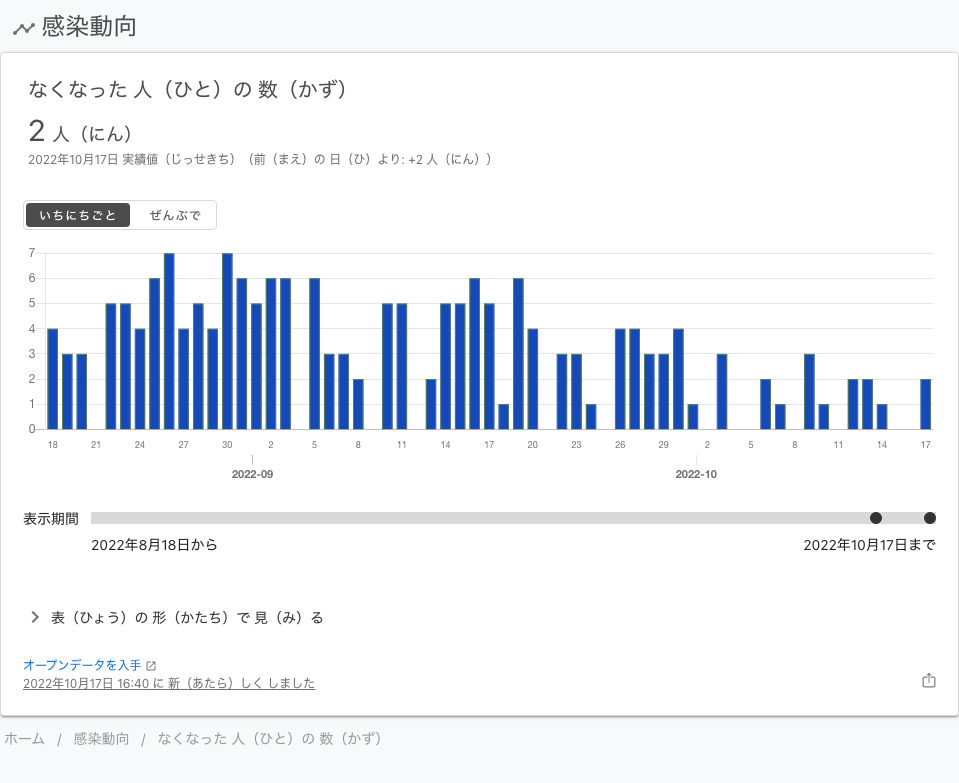 感染動向
なくなった 人（ひと）の 数（かず）
2 人（にん）
2022年10月17日 実績値（じっせきち）（前（まえ）の 日（ひ）より: +2 人（にん））
いちにちごと ぜんぶで
7
6
5
4
3
2
1
0
18 21 24 27 30 2 5 8 11 14 17 20 23 26 29 2 5 8 11 14 17
2022-09 2022-10
表示期間
2022年8月18日から 2022年10月17日まで
表（ひょう）の 形（かたち）で 見（み）る
オープンデータを入手
2022年10月17日 16:40 に 新（あたら）しく しました
ホーム / 感染動向 / なくなった 人（ひと）の 数（かず）